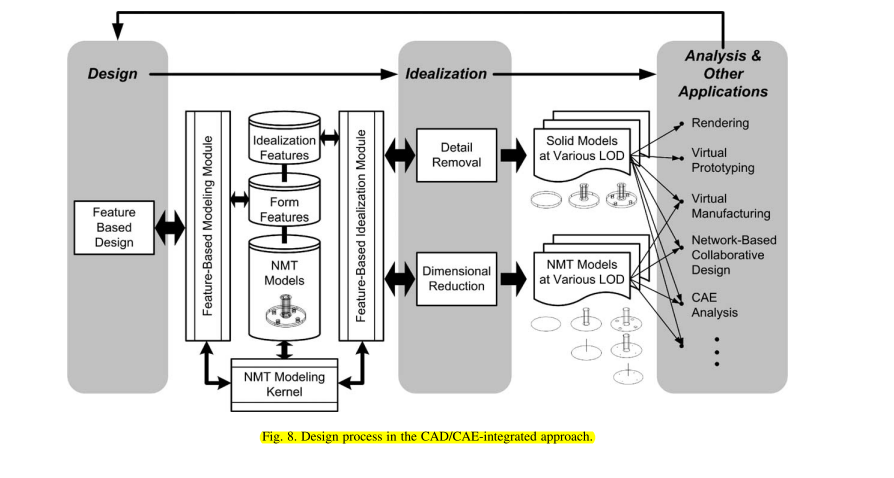 Design
Idealization
Analysis &
Other
Applications
Feature
Based
Design
Feature-Based Modeling Module
Idealization
Features
Form
Features
NMT
Models
NMT Modeling
Kernel
Feature-Based Idealization Module
Detail
Removal
Dimensional
Reduction
Solid Models
at Various LOD
NMT Models
at Various LOD
Rendering
Virtual
Prototyping
Virtual
Manufacturing
Network-Based
Collaborative
Design
CAE
Analysis
Fig. 8. Design process in the CAD/CAE-integrated approach.